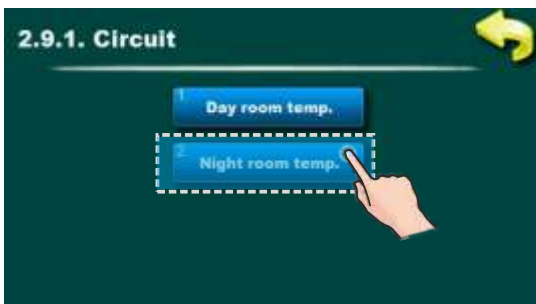 2.9.1. Circuit
1
Day room temp.
2
Night room temp.